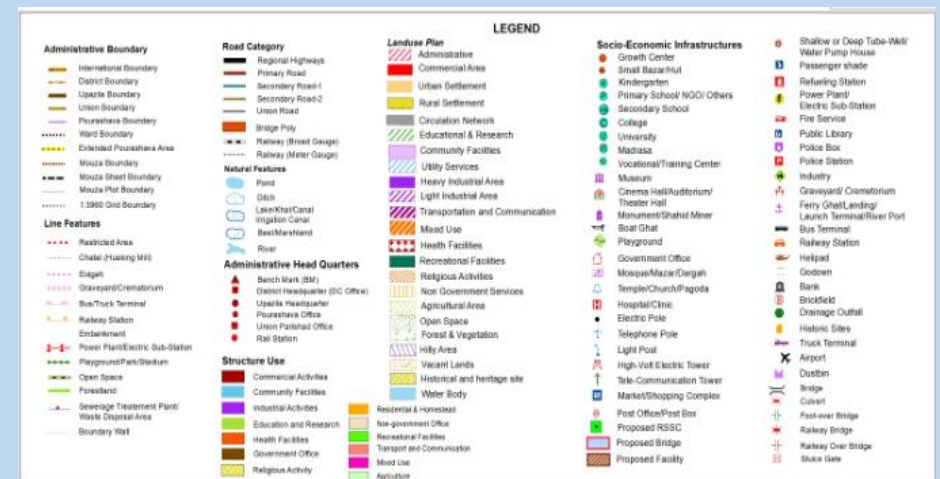 LEGEND
Administrative Boundary
International Boundary
District Boundary
Upazila Boundary
Union Boundary
Pourashava Boundary
Ward Boundary
Extended Pourashava Area
Mouza Boundary
Mouza Sheet Boundary
Mouza Plot Boundary
1:3960 Grid Boundary
Line Features
Restricted Area
Chatal (Husking Mill)
Eidgah
Graveyard/Crematorium
Bus/Truck Terminal
Railway Station
Embankment
Power Plant/Electric Sub-Station
Playground/Park/Stadium
Open Space
Forestland
Sewerage Treatement Plant/
Waste Disposal Area
Boundary Wall
Road Category
Regional Highways
Primary Road
Secondary Road-1
Secondary Road-2
Union Road
Bridge Poly
Railway (Broad Gauge)
Railway (Meter Gauge)
Natural Features
Pond
Ditch
Lake/Khal/Canal
Irrigation Canal
Beel/Marshland
River
Administrative Head Quarters
Bench Mark (BM)
District Headquarter (DC Office)
Upazila Headquarter
Pourashava Office
Union Parishad Office
Rail Station
Structure Use
Commercial Activities
Community Facilities
Industrial Activities
Education and Research
Health Facilities
Government Office
Religious Activity
Residential & Homestead
Non-government Office
Recreational Facilities
Transport and Communication
Mixed Use
Agriculture
Landuse Plan
Administrative
Commercial Area
Urban Settlement
Rural Settlement
Circulation Network
Educational & Research
Community Facilities
Utility Services
Heavy Industrial Area
Light Industrial Area
Transportation and Communication
Mixed Use
Health Facilities
Recreational Facilities
Religious Activities
Non Government Services
Agricultural Area
Open Space
Forest & Vegetation
Hilly Area
Vacant Lands
Historical and heritage site
Water Body
Socio-Economic Infrastructures
Growth Center
Small Bazar/Hut
Kindergarten
Primary School/ NGO/ Others
Secondary School
College
University
Madrasa
Vocational/Training Center
Museum
Cinema Hall/Auditorium/
Theater Hall
Monument/Shahid Miner
Boat Ghat
Playground
Government Office
Mosque/Mazar/Dargah
Temple/Church/Pagoda
Hospital/Clinic
Electric Pole
Telephone Pole
Light Post
High-Volt Electric Tower
Tele-Communication Tower
Market/Shopping Complex
Post Office/Post Box
Proposed RSSC
Proposed Bridge
Proposed Facility
Shallow or Deep Tube-Well/
Water Pump House
Passenger shade
Refueling Station
Power Plant/
Electric Sub-Station
Fire Service
Public Library
Police Box
Police Station
Industry
Graveyard/ Cremetorium
Ferry Ghat/Landing/
Launch Terminal/River Port
Bus Terminal
Railway Station
Helipad
Godown
Bank
Brickfield
Drainage Outfall
Historic Sites
Truck Terminal
Airport
Dustbin
Bridge
Culvert
Foot-over Bridge
Railway Bridge
Railway Over Bridge
Sluice Gate